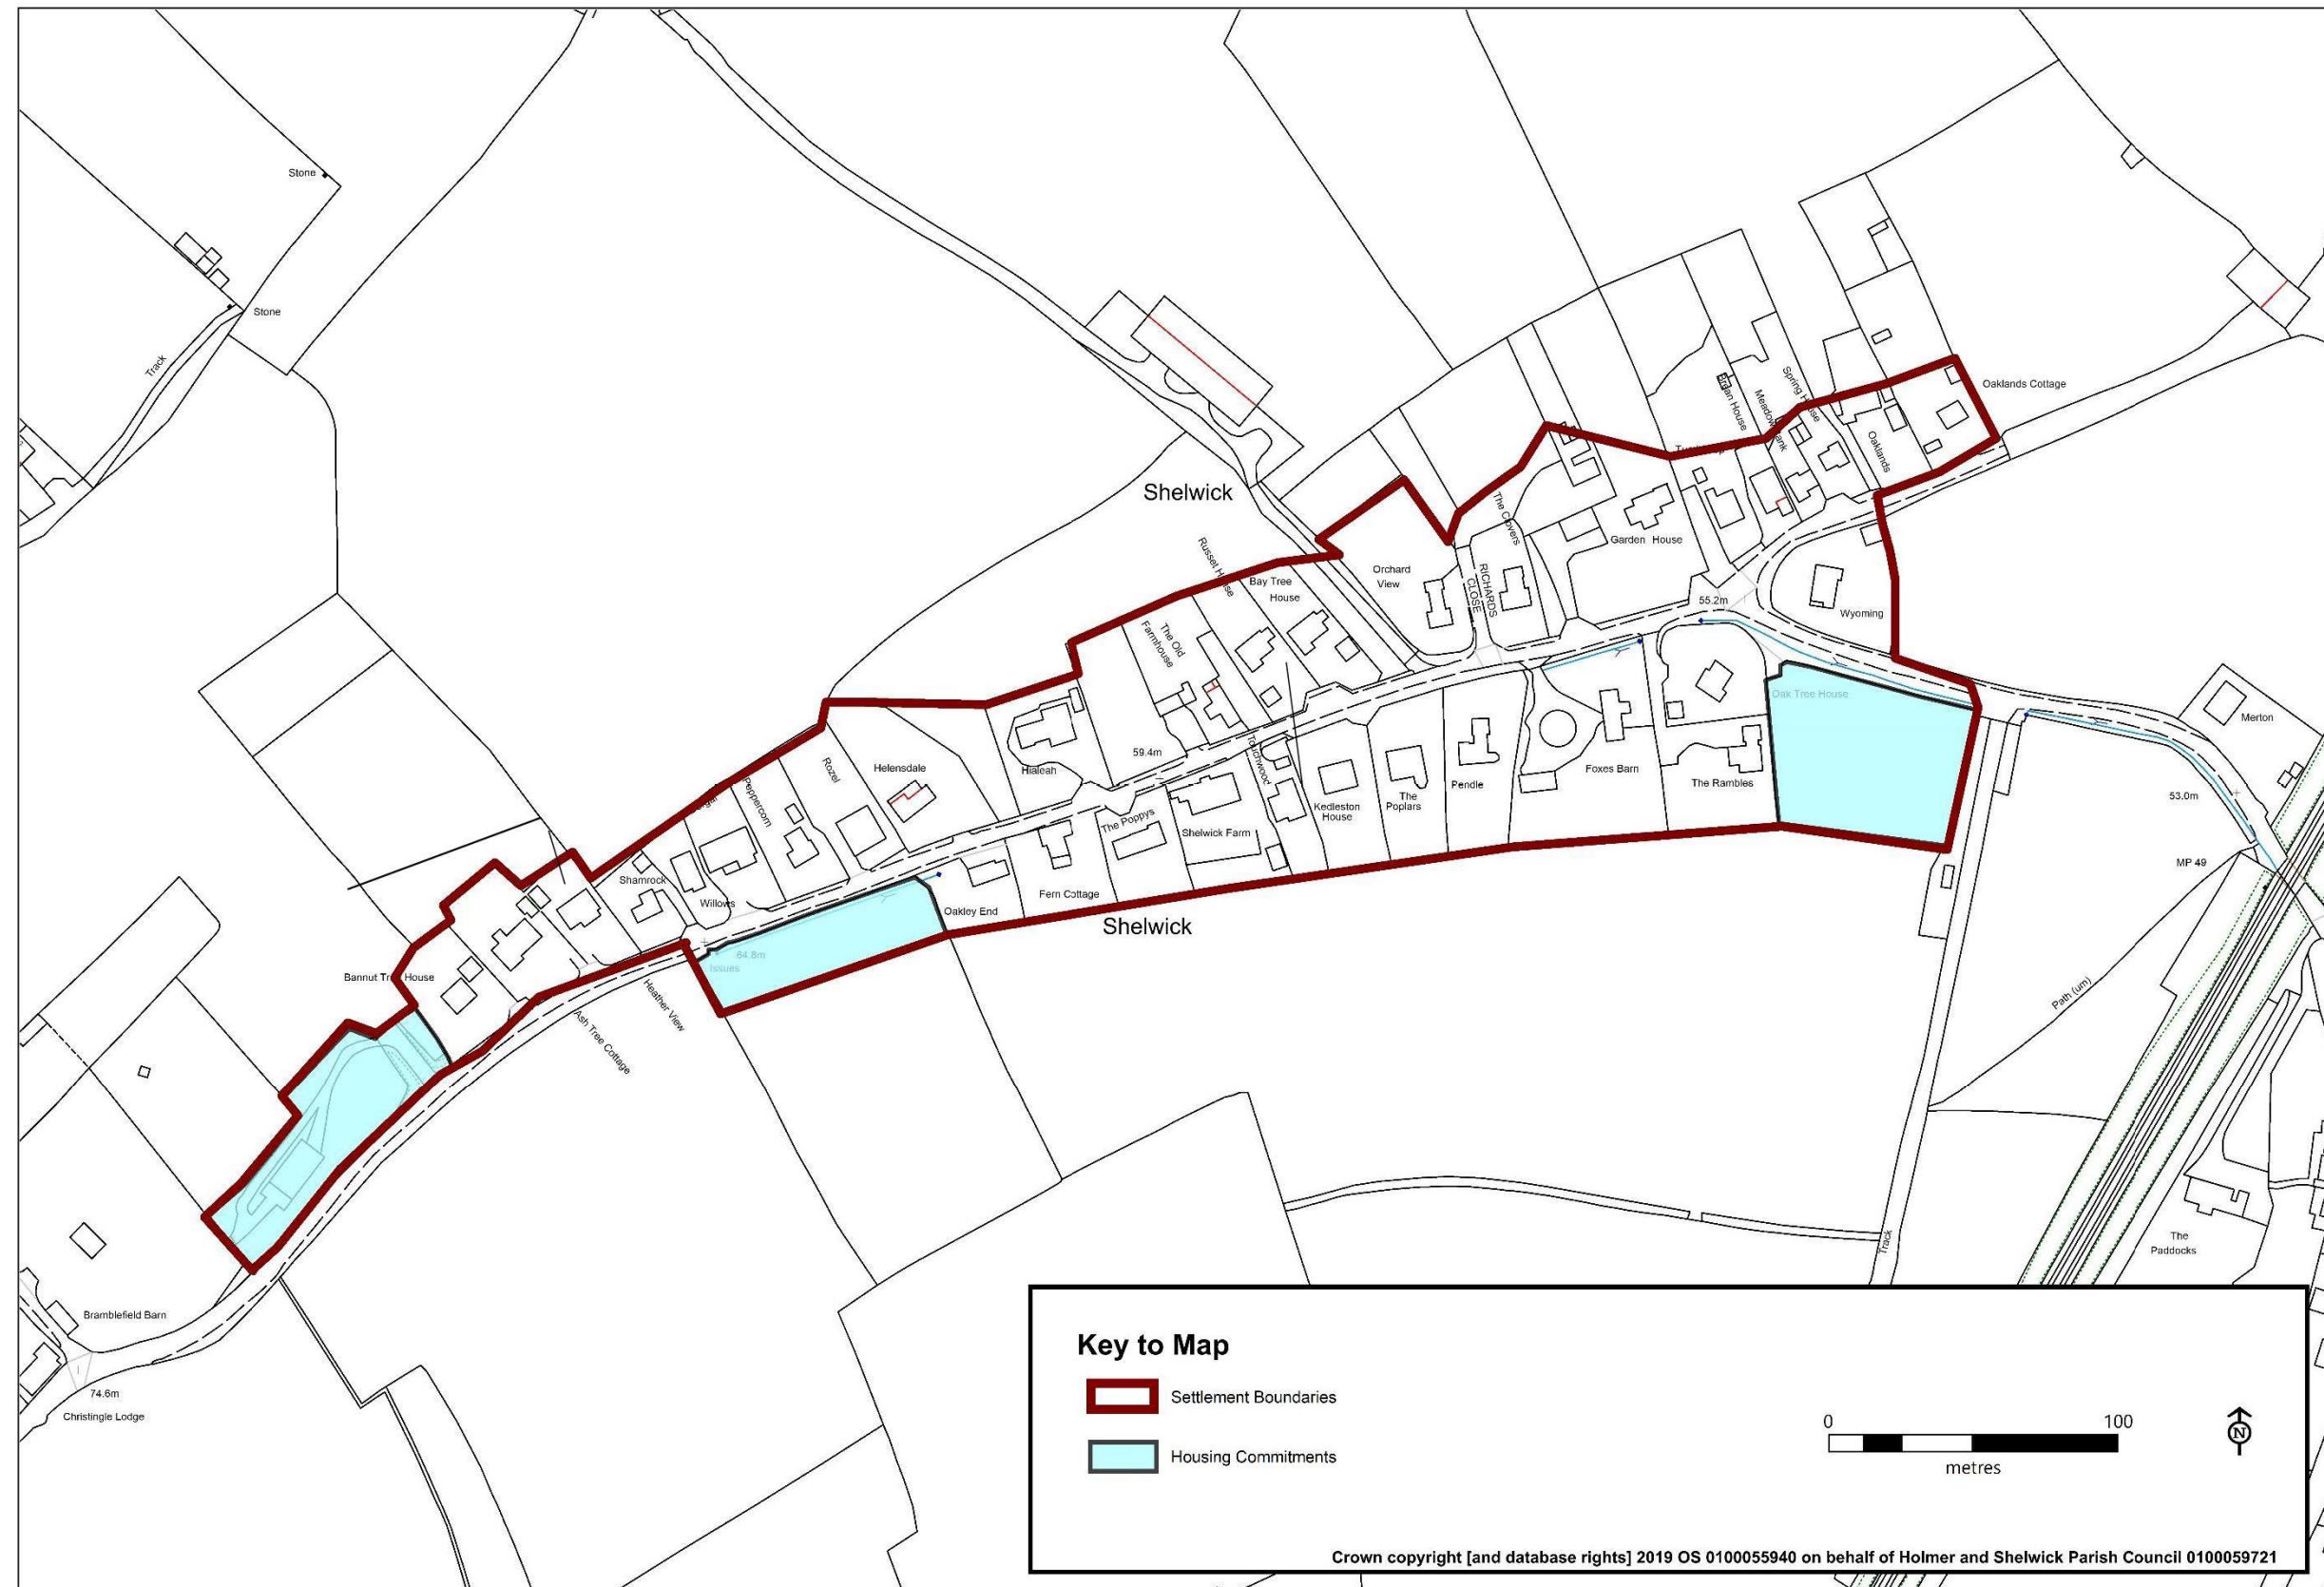 Stone
Stone
Track
Shelwick
Oaklands Cottage
Spring House
Meadow Bank
Oaklands
The Clovers
Garden House
Russet House
Orchard
View
Bay Tree
House
RICHARDS
CLOSE
55.2m
Wyoming
The Old
Farmhouse
Oak Tree House
Merton
59.4m
Touchwood
Rozel
Helensdale
Hialeah
Foxes Barn
The Rambles
Pendle
Kedleston
House
The
Poplars
53.0m
Peppercorn
The Poppys
Shelwick Farm
MP 49
Shamrock
Willows
Fern Cottage
Oakley End
Shelwick
64.8m
Issues
Bannut Tree House
Heather View
Ash Tree Cottage
Path (um)
Track
The
Paddocks
Bramblefield Barn
74.6m
Christingle Lodge
Key to Map
Settlement Boundaries
Housing Commitments
0 100
metres
N
Crown copyright [and database rights] 2019 OS 0100055940 on behalf of Holmer and Shelwick Parish Council 0100059721